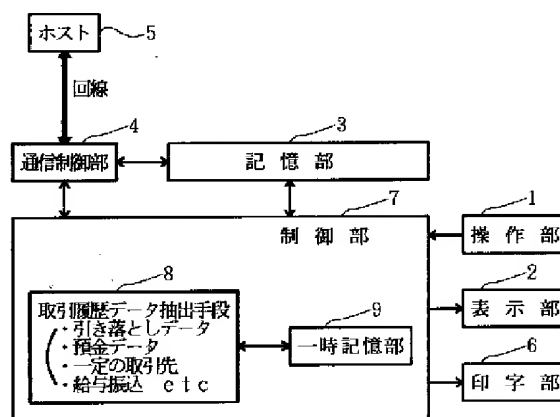 ホスト
5
回線
4
通信制御部
3
記憶部
7
制御部
1
操作部
2
表示部
6
印字部
8
取引履歴データ抽出手段
・引き落としデータ
・預金データ
・一定の取引先
・給与振込 etc
9
一時記憶部